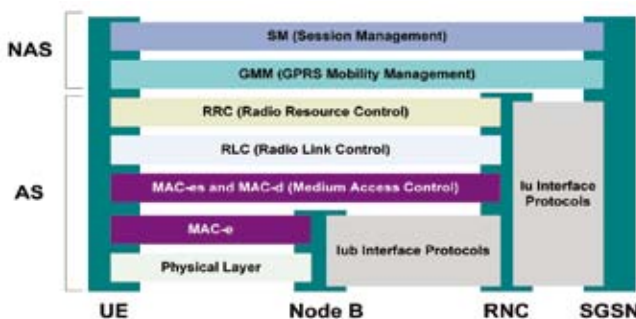 NAS
SM (Session Management)
GMM (GPRS Mobility Management)
AS
RRC (Radio Resource Control)
RLC (Radio Link Control)
MAC-es and MAC-d (Medium Access Control)
MAC-e
Physical Layer
Iub Interface Protocols
Iu Interface
Protocols
UE
Node B
RNC
SGSN